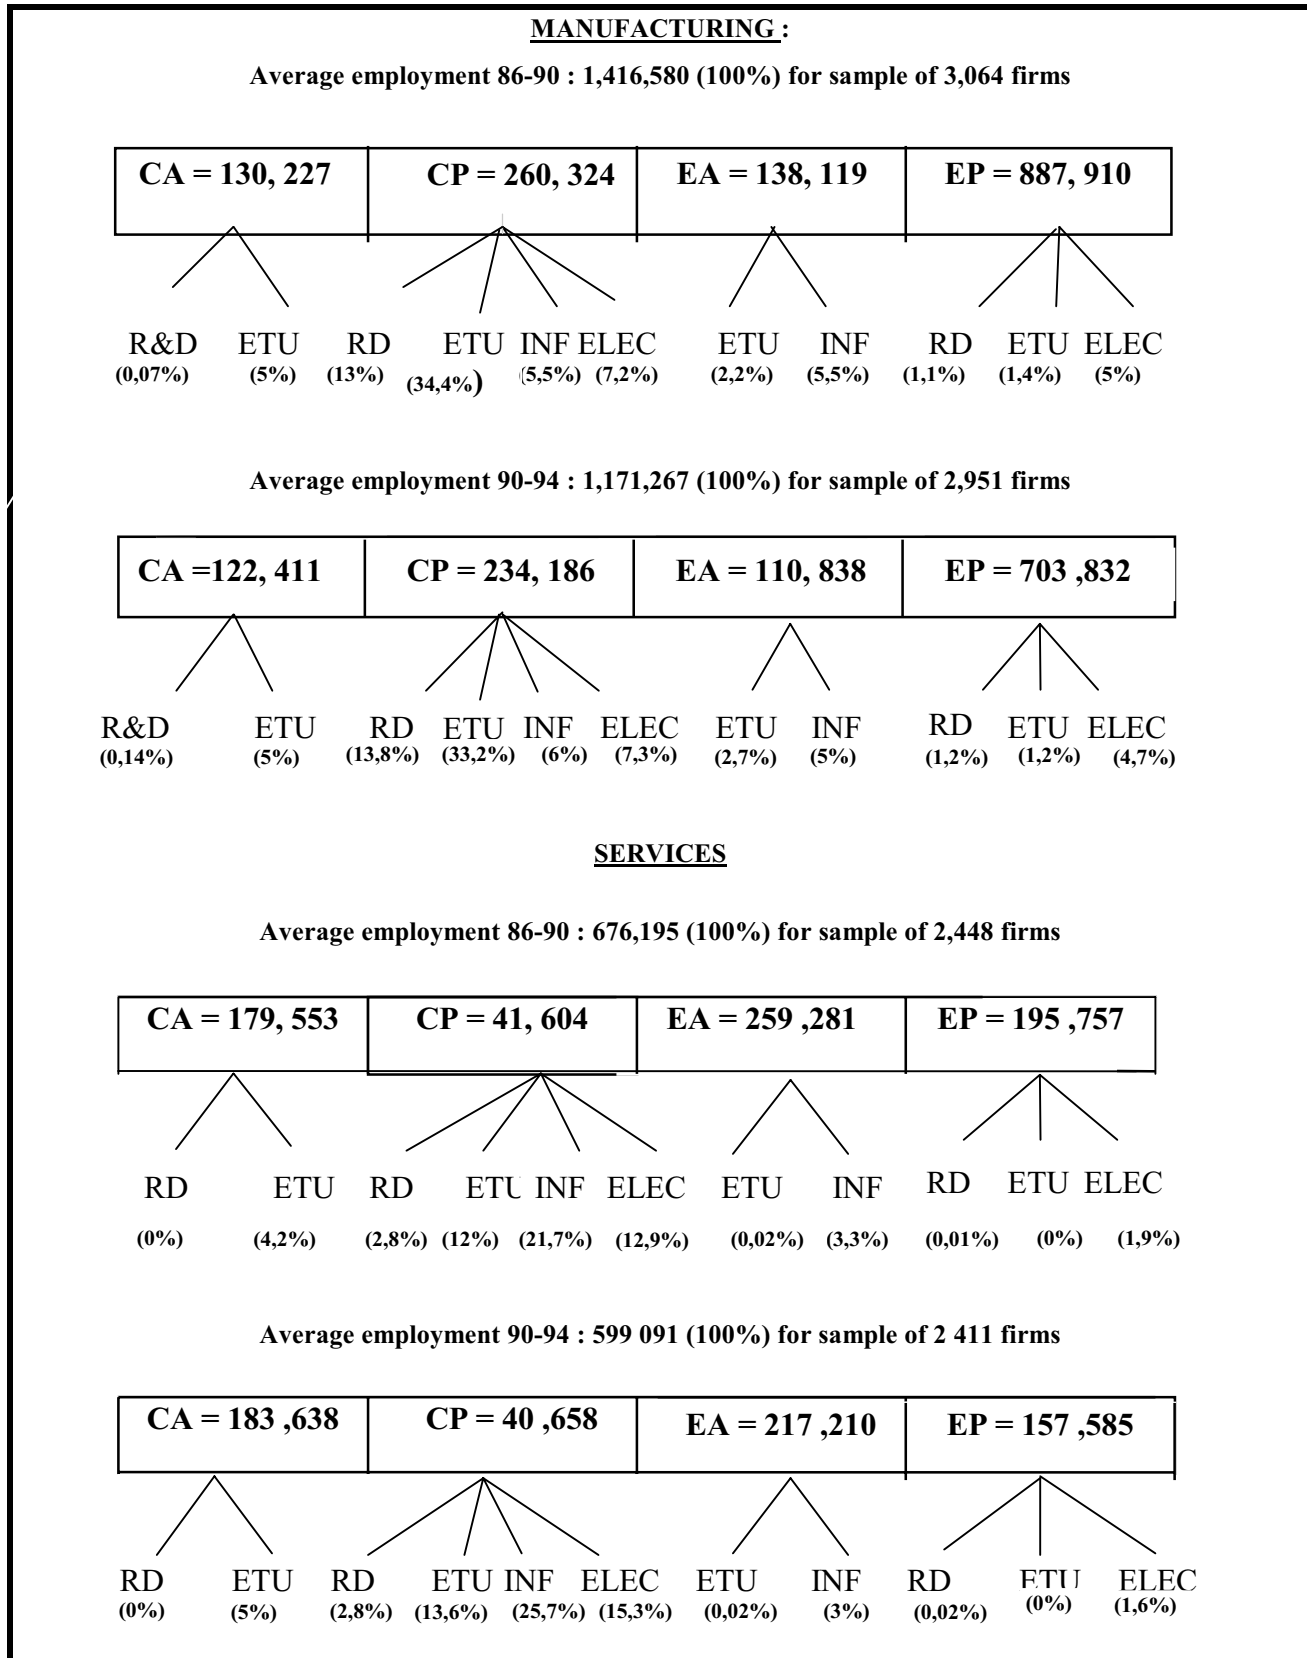 MANUFACTURING :
Average employment 86-90 : 1,416,580 (100%) for sample of 3,064 firms
CA = 130, 227 CP = 260, 324 EA = 138, 119 EP = 887, 910
R&D ETU RD ETU INF ELEC ETU INF RD ETU ELEC
(0,07%) (5%) (13%) (34,4%) (5,5%) (7,2%) (2,2%) (5,5%) (1,1%) (1,4%) (5%)
Average employment 90-94 : 1,171,267 (100%) for sample of 2,951 firms
CA =122, 411 CP = 234, 186 EA = 110, 838 EP = 703 ,832
R&D ETU RD ETU INF ELEC ETU INF RD ETU ELEC
(0,14%) (5%) (13,8%) (33,2%) (6%) (7,3%) (2,7%) (5%) (1,2%) (1,2%) (4,7%)
SERVICES
Average employment 86-90 : 676,195 (100%) for sample of 2,448 firms
CA = 179, 553 CP = 41, 604 EA = 259 ,281 EP = 195 ,757
RD ETU RD ETU INF ELEC ETU INF RD ETU ELEC
(0%) (4,2%) (2,8%) (12%) (21,7%) (12,9%) (0,02%) (3,3%) (0,01%) (0%) (1,9%)
Average employment 90-94 : 599 091 (100%) for sample of 2 411 firms
CA = 183 ,638 CP = 40 ,658 EA = 217 ,210 EP = 157 ,585
RD ETU RD ETU INF ELEC ETU INF RD ETU ELEC
(0%) (5%) (2,8%) (13,6%) (25,7%) (15,3%) (0,02%) (3%) (0,02%) (0%) (1,6%)